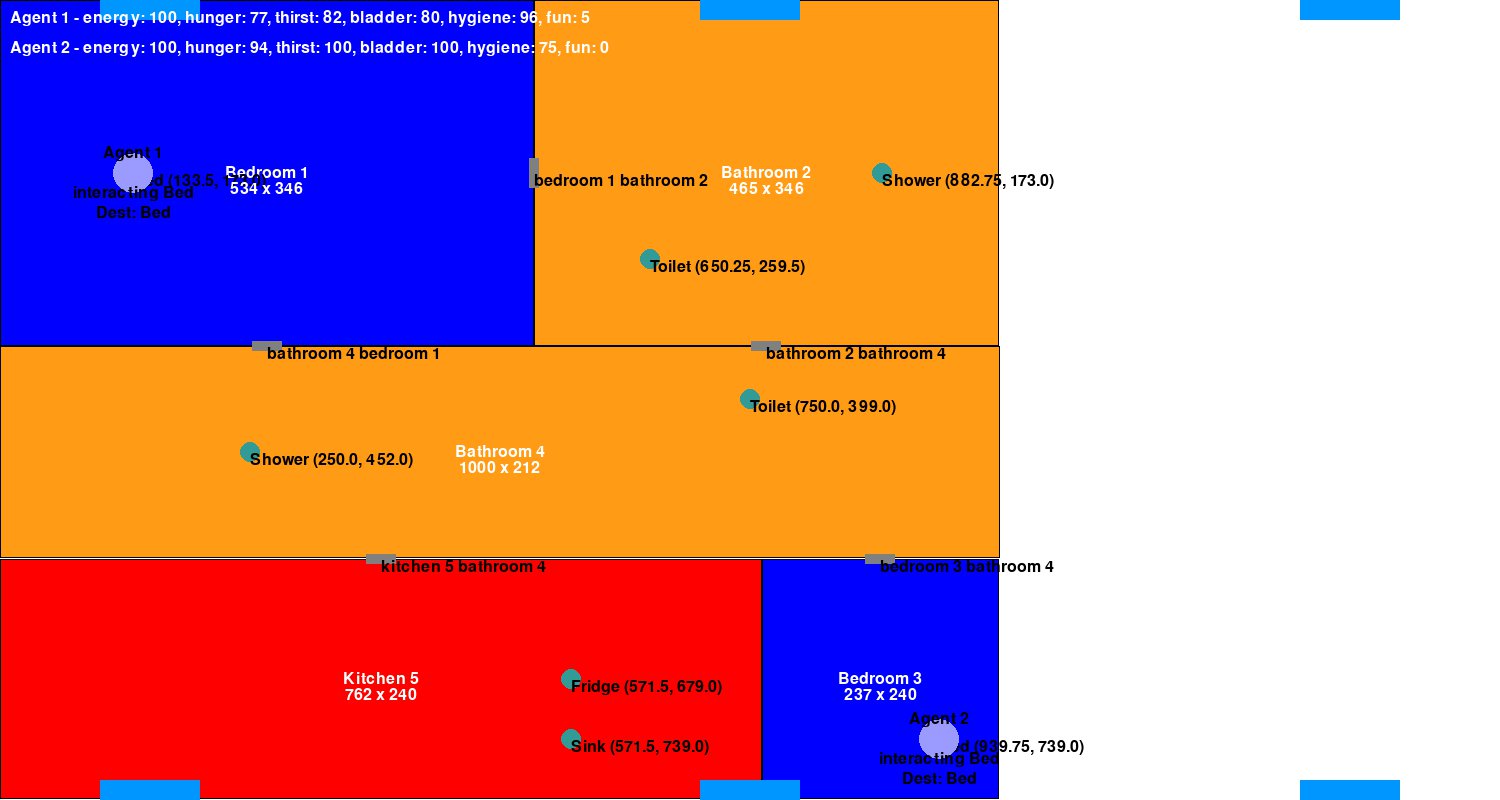 Agent 1 - energy: 100, hunger: 77, thirst: 82, bladder: 80, hygiene: 96, fun: 5
Agent 2 - energy: 100, hunger: 94, thirst: 100, bladder: 100, hygiene: 75, fun: 0
Agent 1
Interacting Bed
Dest: Bed
Bedroom 1
534 x 346
bedroom 1 bathroom 2
Bathroom 2
465 x 346
Shower (882.75, 173.0)
Toilet (650.25, 259.5)
bathroom 4 bedroom 1
bathroom 2 bathroom 4
Toilet (750.0, 399.0)
Shower (250.0, 452.0)
Bathroom 4
1000 x 212
kitchen 5 bathroom 4
bedroom 3 bathroom 4
Kitchen 5
762 x 240
Fridge (571.5, 679.0)
Sink (571.5, 739.0)
Bedroom 3
237 x 240
Agent 2
(939.75, 739.0)
Interacting Bed
Dest: Bed